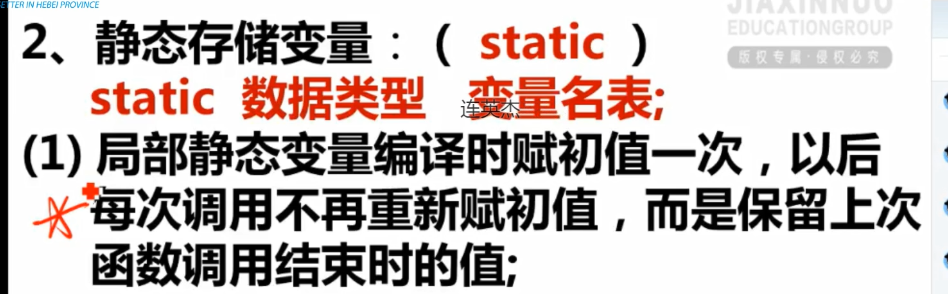 ETTER IN HEBEI PROVINCE
JIAXINNUO
EDUCATIONGROUP
版权专属·侵权必究
2、静态存储变量：（ static ）
static 数据类型 变量名表;
连英杰
(1) 局部静态变量编译时赋初值一次，以后
每次调用不再重新赋初值，而是保留上次
函数调用结束时的值;